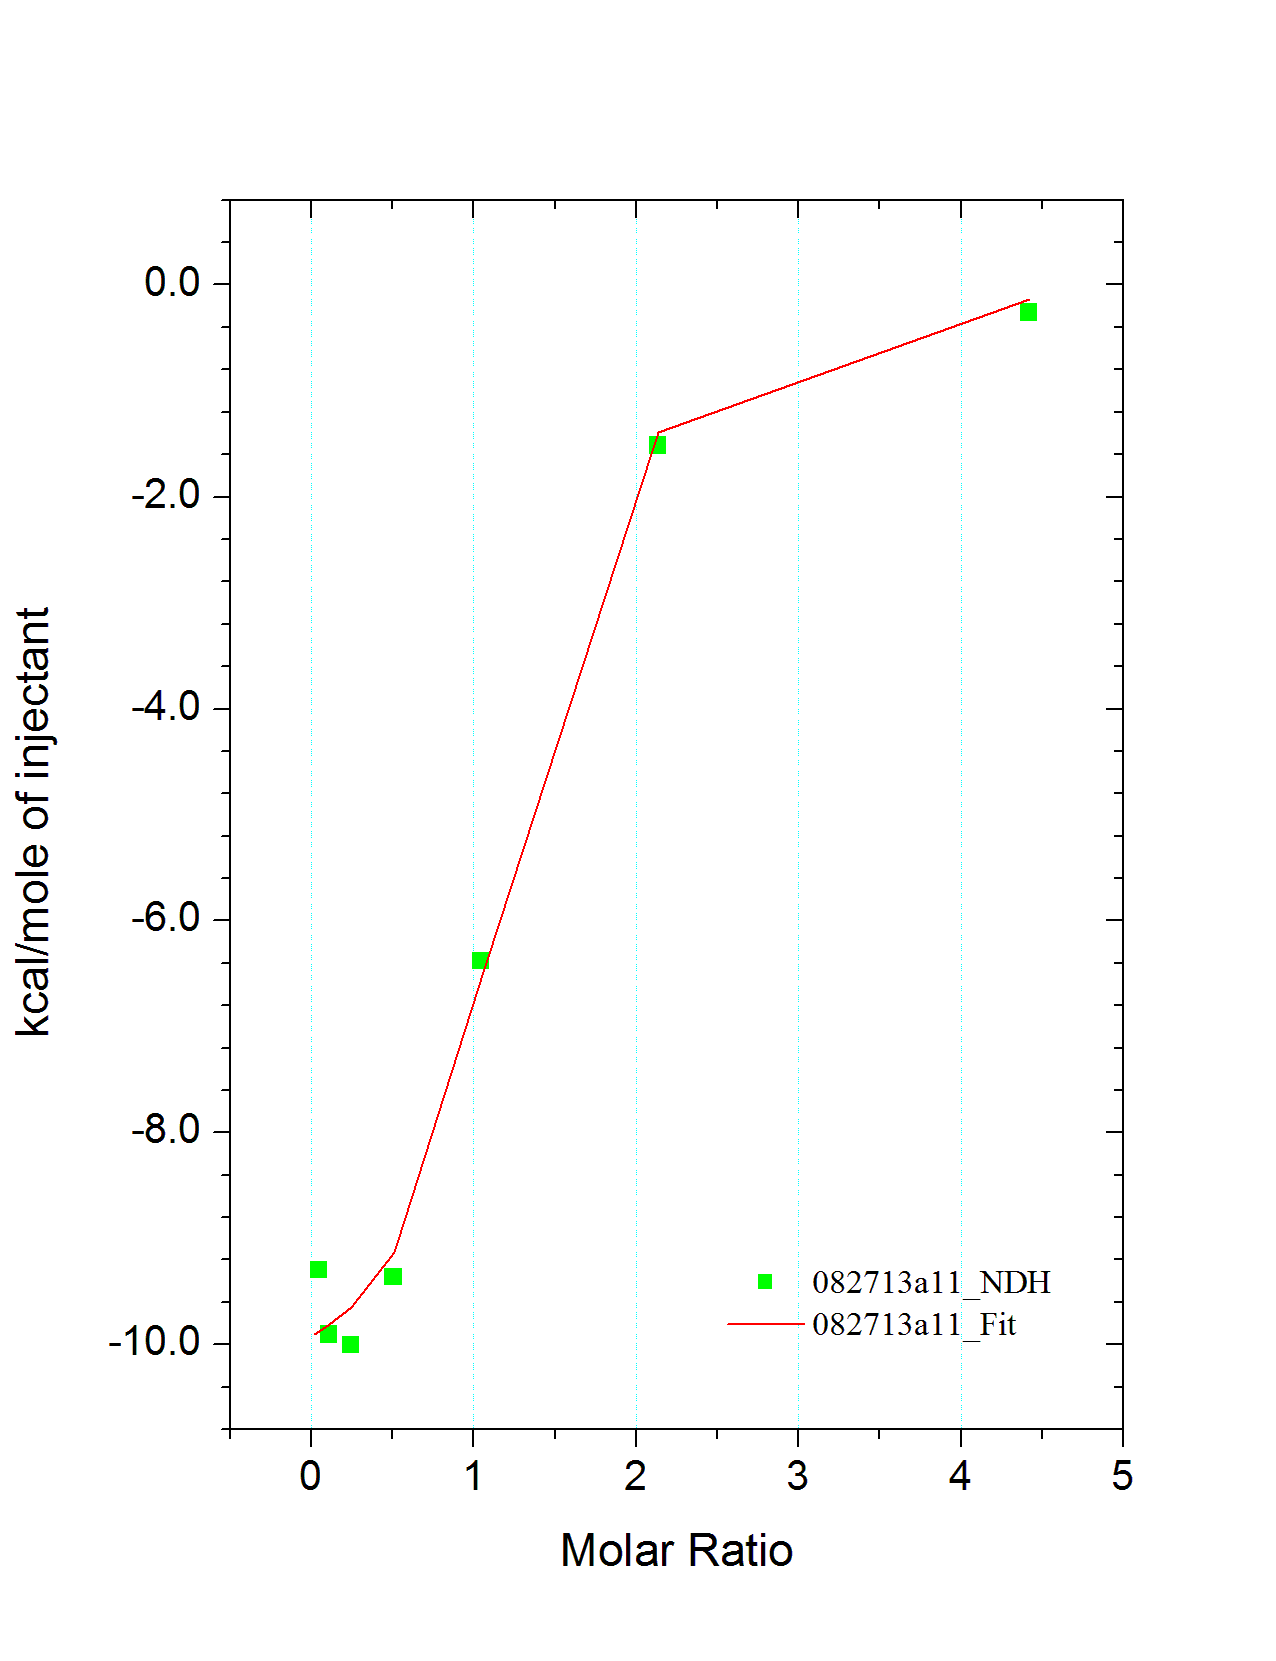 0.0
-2.0
-4.0
-6.0
-8.0
-10.0
kcal/mole of injectant
082713a11_NDH
082713a11_Fit
0 1 2 3 4 5
Molar Ratio